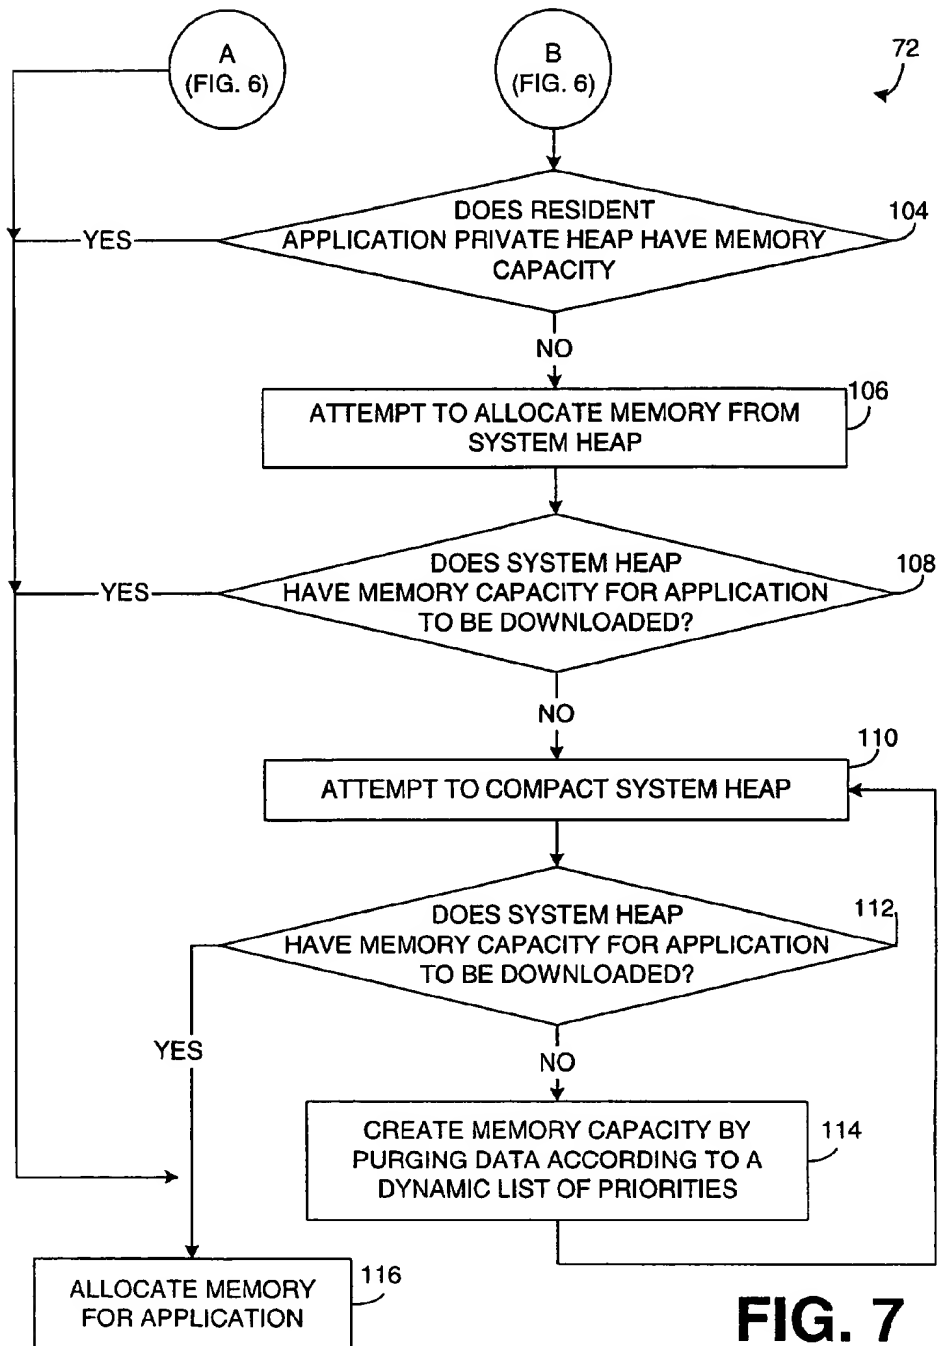 A
(FIG. 6)
B
(FIG. 6)
72
DOES RESIDENT
APPLICATION PRIVATE HEAP HAVE MEMORY
CAPACITY
104
YES
NO
106
ATTEMPT TO ALLOCATE MEMORY FROM
SYSTEM HEAP
DOES SYSTEM HEAP
HAVE MEMORY CAPACITY FOR APPLICATION
TO BE DOWNLOADED?
108
YES
NO
110
ATTEMPT TO COMPACT SYSTEM HEAP
DOES SYSTEM HEAP
HAVE MEMORY CAPACITY FOR APPLICATION
TO BE DOWNLOADED?
112
YES
NO
CREATE MEMORY CAPACITY BY
PURGING DATA ACCORDING TO A
DYNAMIC LIST OF PRIORITIES
114
ALLOCATE MEMORY
FOR APPLICATION
116
FIG. 7